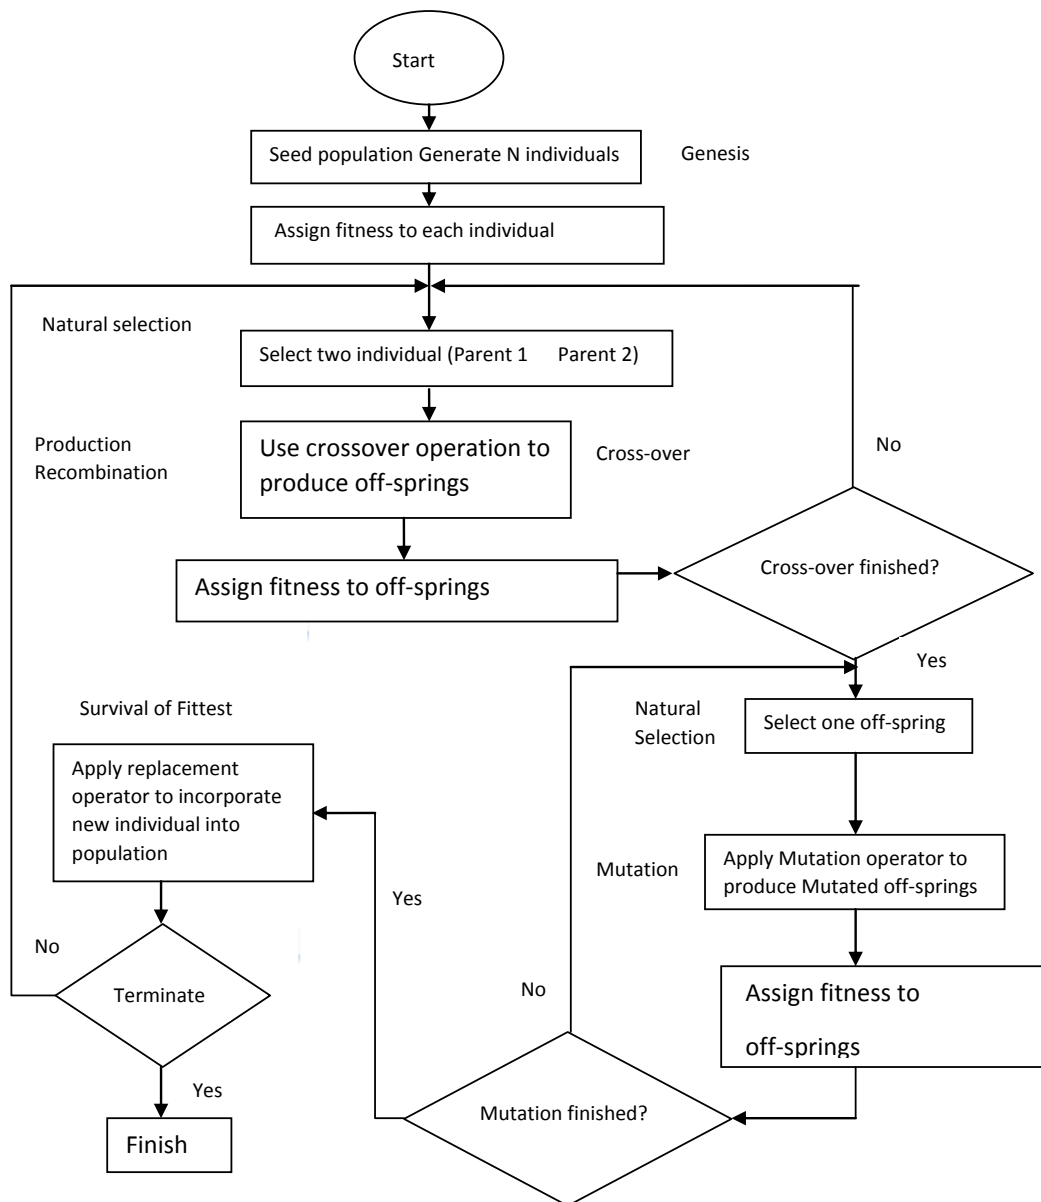 Start
Seed population Generate N individuals
Genesis
Assign fitness to each individual
Natural selection
Select two individual (Parent 1 Parent 2)
Production
Recombination
Use crossover operation to
produce off-springs
Cross-over
No
Assign fitness to off-springs
Cross-over finished?
Yes
Natural
Selection
Select one off-spring
Survival of Fittest
Apply replacement
operator to incorporate
new individual into
population
Mutation
Apply Mutation operator to
produce Mutated off-springs
Yes
No
Terminate
No
Assign fitness to
off-springs
Mutation finished?
Yes
Finish